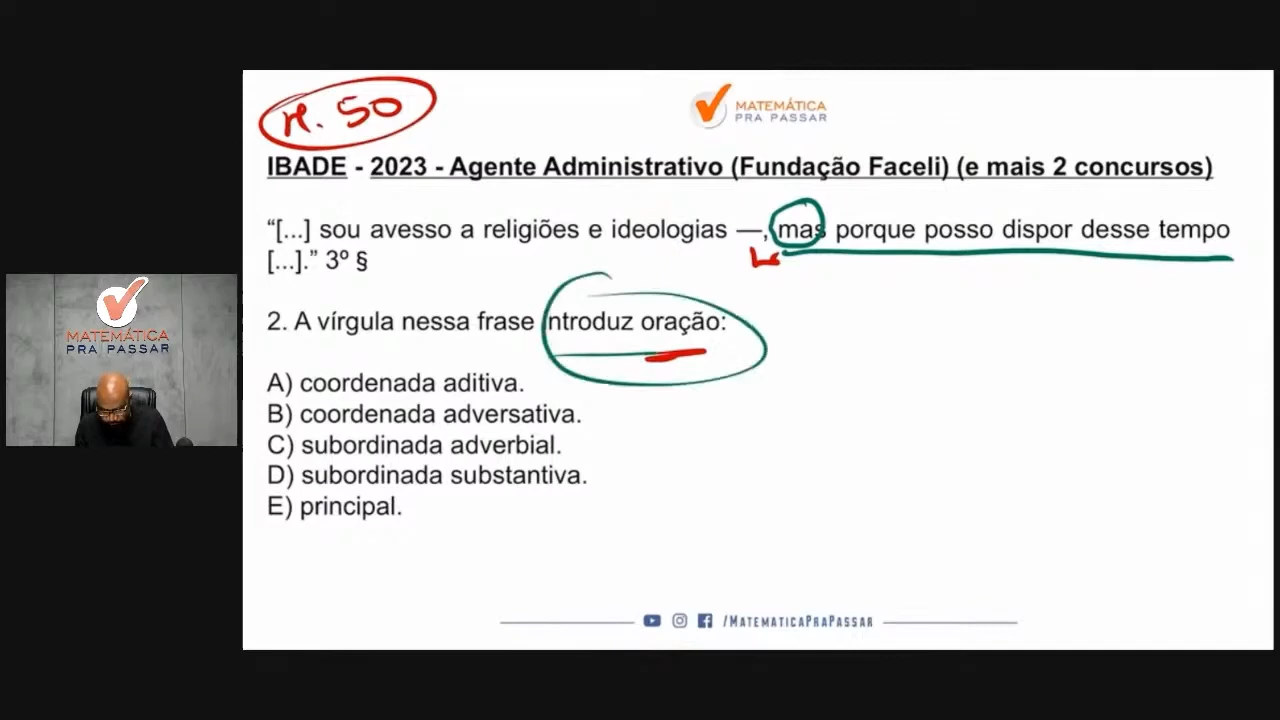 H. 50
MATEMÁTICA
PRA PASSAR
IBADE - 2023 - Agente Administrativo (Fundação Faceli) (e mais 2 concursos)
“[...] sou avesso a religiões e ideologias —, mas porque posso dispor desse tempo
[...].” 3º §
2. A vírgula nessa frase introduz oração:
A) coordenada aditiva.
B) coordenada adversativa.
C) subordinada adverbial.
D) subordinada substantiva.
E) principal.
MATEMÁTICA
PRA PASSAR
/MATEMATICAPRAPASSAR